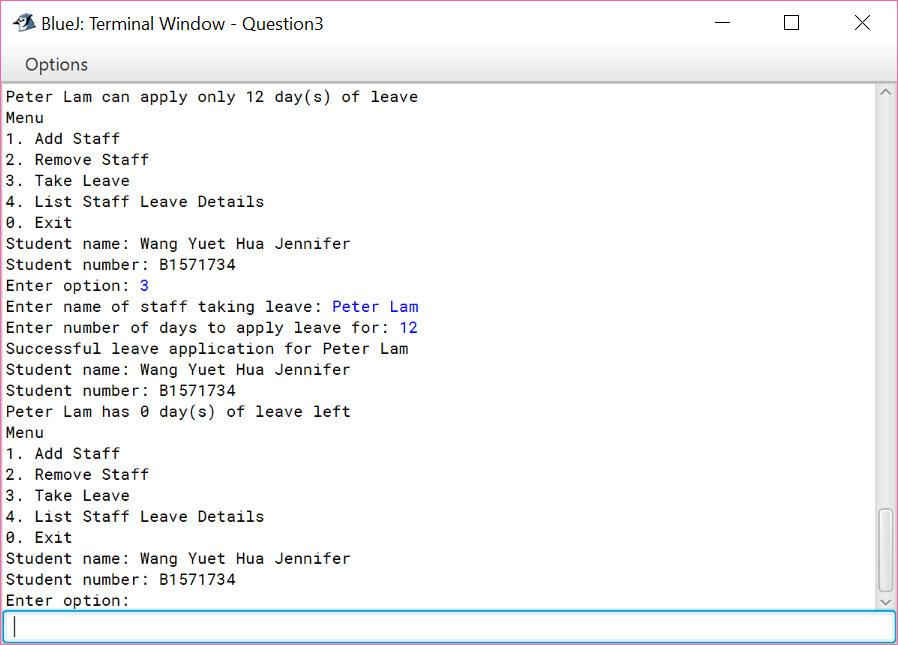 BlueJ: Terminal Window - Question3
Options
Peter Lam can apply only 12 day(s) of leave
Menu
1. Add Staff
2. Remove Staff
3. Take Leave
4. List Staff Leave Details
0. Exit
Student name: Wang Yuet Hua Jennifer
Student number: B1571734
Enter option: 3
Enter name of staff taking leave: Peter Lam
Enter number of days to apply leave for: 12
Successful leave application for Peter Lam
Student name: Wang Yuet Hua Jennifer
Student number: B1571734
Peter Lam has 0 day(s) of leave left
Menu
1. Add Staff
2. Remove Staff
3. Take Leave
4. List Staff Leave Details
0. Exit
Student name: Wang Yuet Hua Jennifer
Student number: B1571734
Enter option: